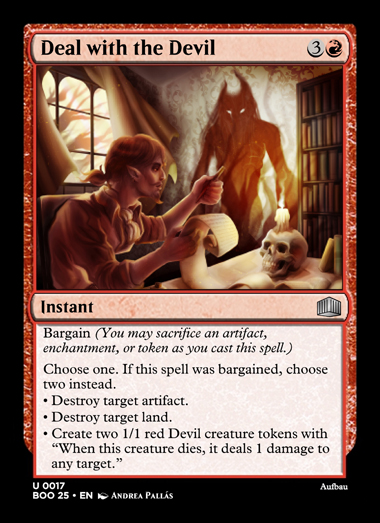 Deal with the Devil 3
Instant
Bargain (You may sacrifice an artifact,
enchantment, or token as you cast this spell.)
Choose one. If this spell was bargained, choose
two instead.
• Destroy target artifact.
• Destroy target land.
• Create two 1/1 red Devil creature tokens with
“When this creature dies, it deals 1 damage to
any target.”
U 0017
BOO 25 • EN Andrea Pallás
Aufbau